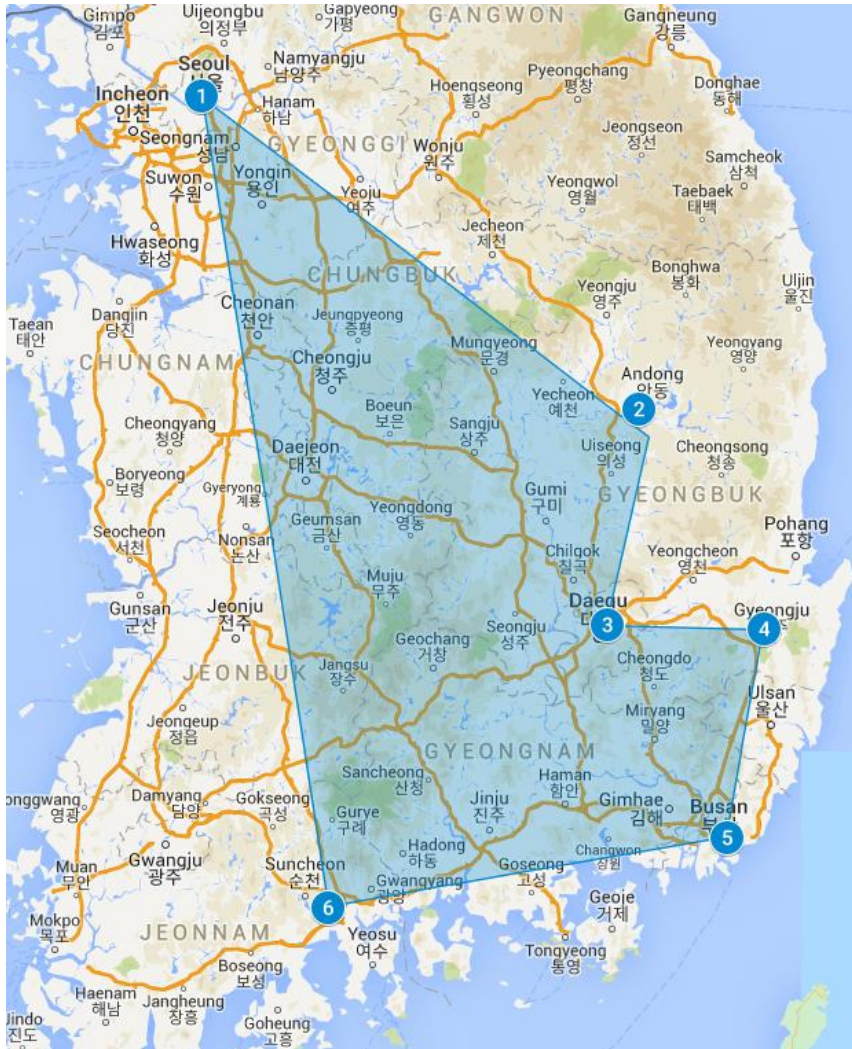 Gimpo
김포
Uijeongbu
의정부
Gapyeong
가평
GANGWON
Gangneung
강릉
Seoul
Namyangju
남양주
Pyeongchang
평창
Hoengseong
횡성
Donghae
동해
Incheon
인천
1
Hanam
하남
Jeongseon
정선
Seongnam
성남
GYEONGGI
Wonju
원주
Samcheok
삼척
Suwon
수원
Yongin
용인
Yeoju
여주
Yeongwol
영월
Taebaek
태백
Hwaseong
화성
Jecheon
제천
CHUNGBUK
Bonghwa
봉화
Yeongju
영주
Uljin
울진
Dangjin
당진
Cheonan
천안
Jeungpyeong
증평
Taean
태안
Mungyeong
문경
Yeongyang
영양
CHUNGNAM
Cheongju
청주
Andong
안동
Yecheon
예천
2
Boeun
보은
Sangju
상주
Cheongyang
청양
Uiseong
의성
Cheongsong
청송
Daejeon
대전
Boryeong
보령
Gyeryong
계룡
GYEONGBUK
Gumi
구미
Yeongdong
영동
Geumsan
금산
Seocheon
서천
Nonsan
논산
Pohang
포항
Chilgok
칠곡
Yeongcheon
영천
Muju
무주
Gunsan
군산
Jeonju
전주
Daegu
3
Gyeongju
4
Seongju
성주
Geochang
거창
JEONBUK
Jangsu
장수
Cheongdo
청도
Ulsan
울산
Jeongeup
정읍
Miryang
밀양
GYEONGNAM
Sancheong
산청
Haman
함안
onggwang
영광
Damyang
담양
Gokseong
곡성
Gurye
구례
Jinju
진주
Gimhae
김해
Busan
5
Gwangju
광주
Hadong
하동
Changwon
창원
Muan
무안
Suncheon
순천
Gwangyang
광양
Goseong
고성
6
Geoje
거제
Mokpo
목포
JEONNAM
Yeosu
여수
Tongyeong
통영
Boseong
보성
Haenam
해남
Jangheung
장흥
Goheung
고흥
Jindo
진도